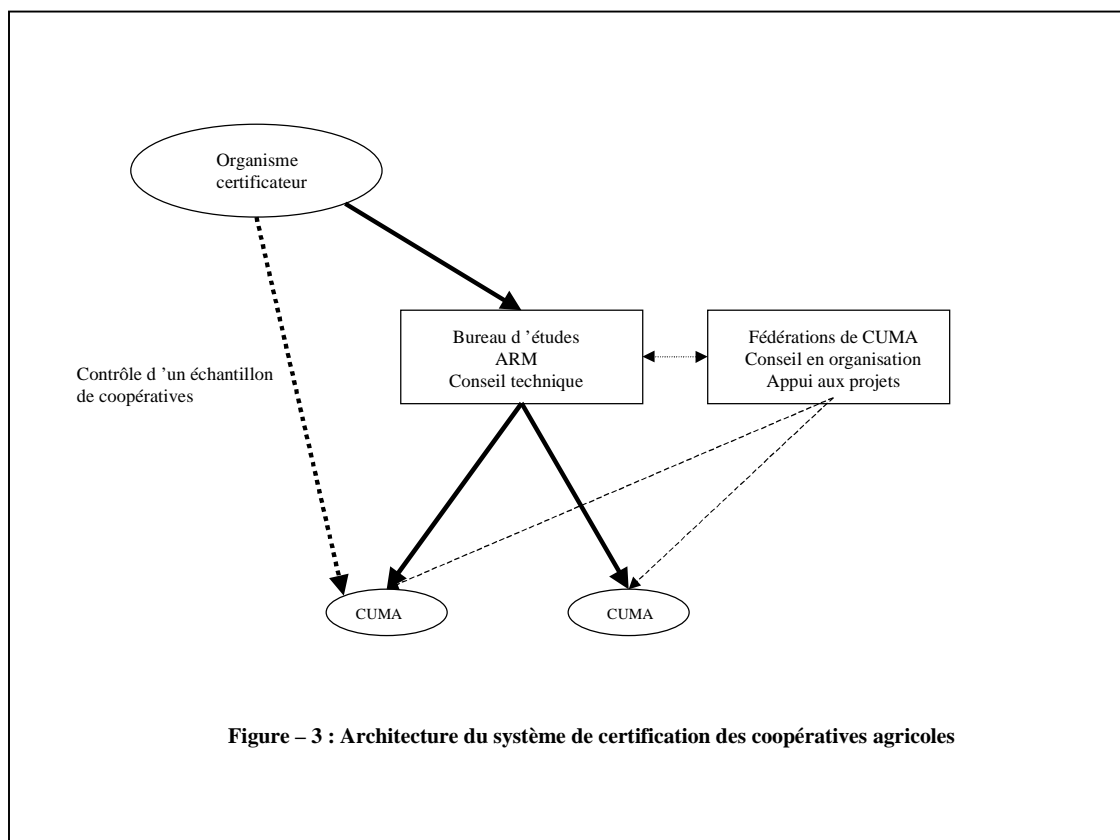 Organisme
certificateur
Bureau d ’études
ARM
Conseil technique
Fédérations de CUMA
Conseil en organisation
Appui aux projets
Contrôle d ’un échantillon
de coopératives
CUMA
CUMA
Figure – 3 : Architecture du système de certification des coopératives agricoles